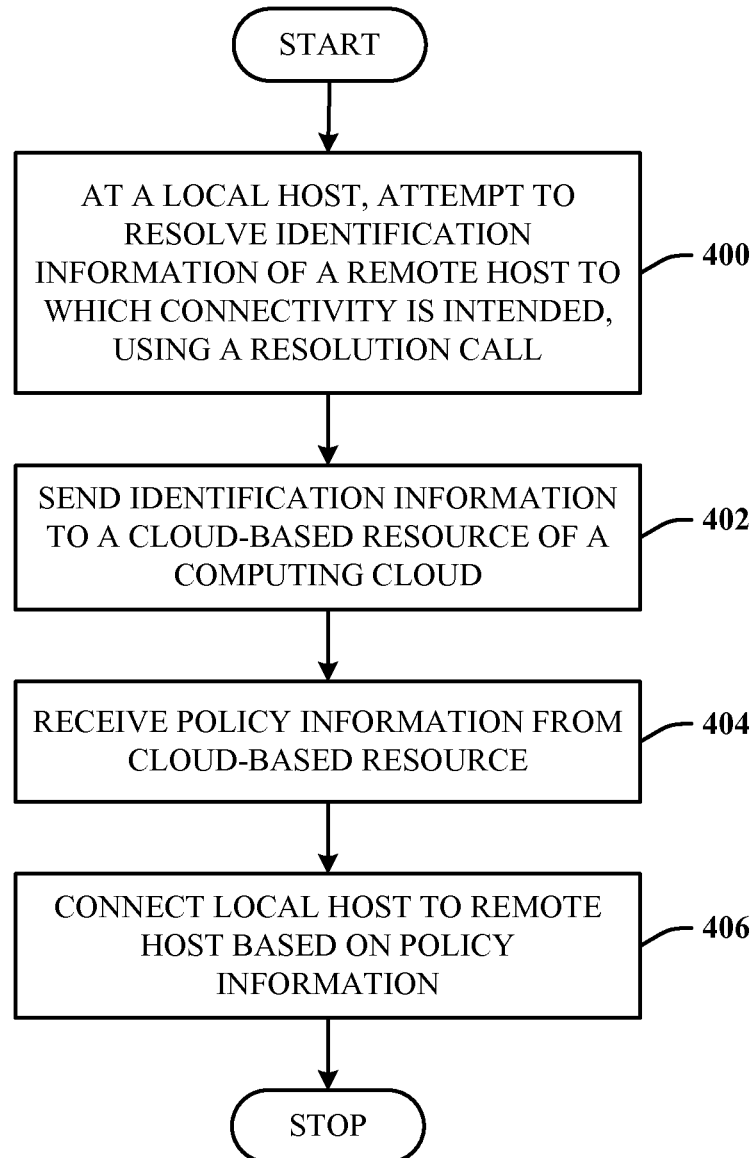 START
AT A LOCAL HOST, ATTEMPT TO
RESOLVE IDENTIFICATION
INFORMATION OF A REMOTE HOST TO
WHICH CONNECTIVITY IS INTENDED,
USING A RESOLUTION CALL
400
SEND IDENTIFICATION INFORMATION
TO A CLOUD-BASED RESOURCE OF A
COMPUTING CLOUD
402
RECEIVE POLICY INFORMATION FROM
CLOUD-BASED RESOURCE
404
CONNECT LOCAL HOST TO REMOTE
HOST BASED ON POLICY
INFORMATION
406
STOP